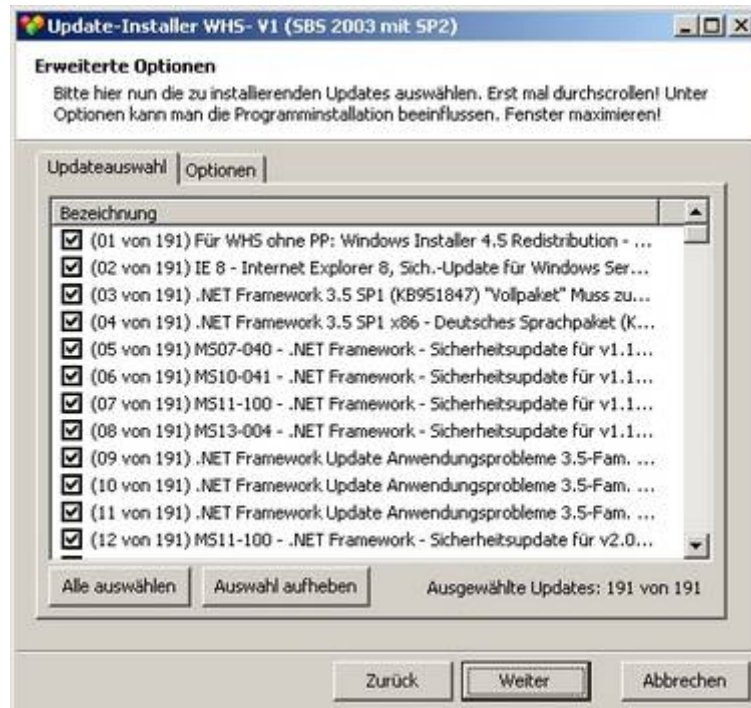 Update-Installer WHS- V1 (SBS 2003 mit SP2)
Erweiterte Optionen
Bitte hier nun die zu installierenden Updates auswählen. Erst mal durchscrollen! Unter
Optionen kann man die Programminstallation beeinflussen. Fenster maximieren!
Updateauswahl Optionen
Bezeichnung
(01 von 191) Für WHS ohne PP: Windows Installer 4.5 Redistribution - ...
(02 von 191) IE 8 - Internet Explorer 8, Sich.-Update für Windows Ser...
(03 von 191) .NET Framework 3.5 SP1 (KB951847) "Vollpaket" Muss zu...
(04 von 191) .NET Framework 3.5 SP1 x86 - Deutsches Sprachpaket (K...
(05 von 191) MS07-040 - .NET Framework - Sicherheitsupdate für v1.1...
(06 von 191) MS10-041 - .NET Framework - Sicherheitsupdate für v1.1...
(07 von 191) MS11-100 - .NET Framework - Sicherheitsupdate für v1.1...
(08 von 191) MS13-004 - .NET Framework - Sicherheitsupdate für v1.1...
(09 von 191) .NET Framework Update Anwendungsprobleme 3.5-Fam. ...
(10 von 191) .NET Framework Update Anwendungsprobleme 3.5-Fam. ...
(11 von 191) .NET Framework Update Anwendungsprobleme 3.5-Fam. ...
(12 von 191) MS11-100 - .NET Framework - Sicherheitsupdate für v2.0...
Alle auswählen Auswahl aufheben Ausgewählte Updates: 191 von 191
Zurück Weiter Abbrechen